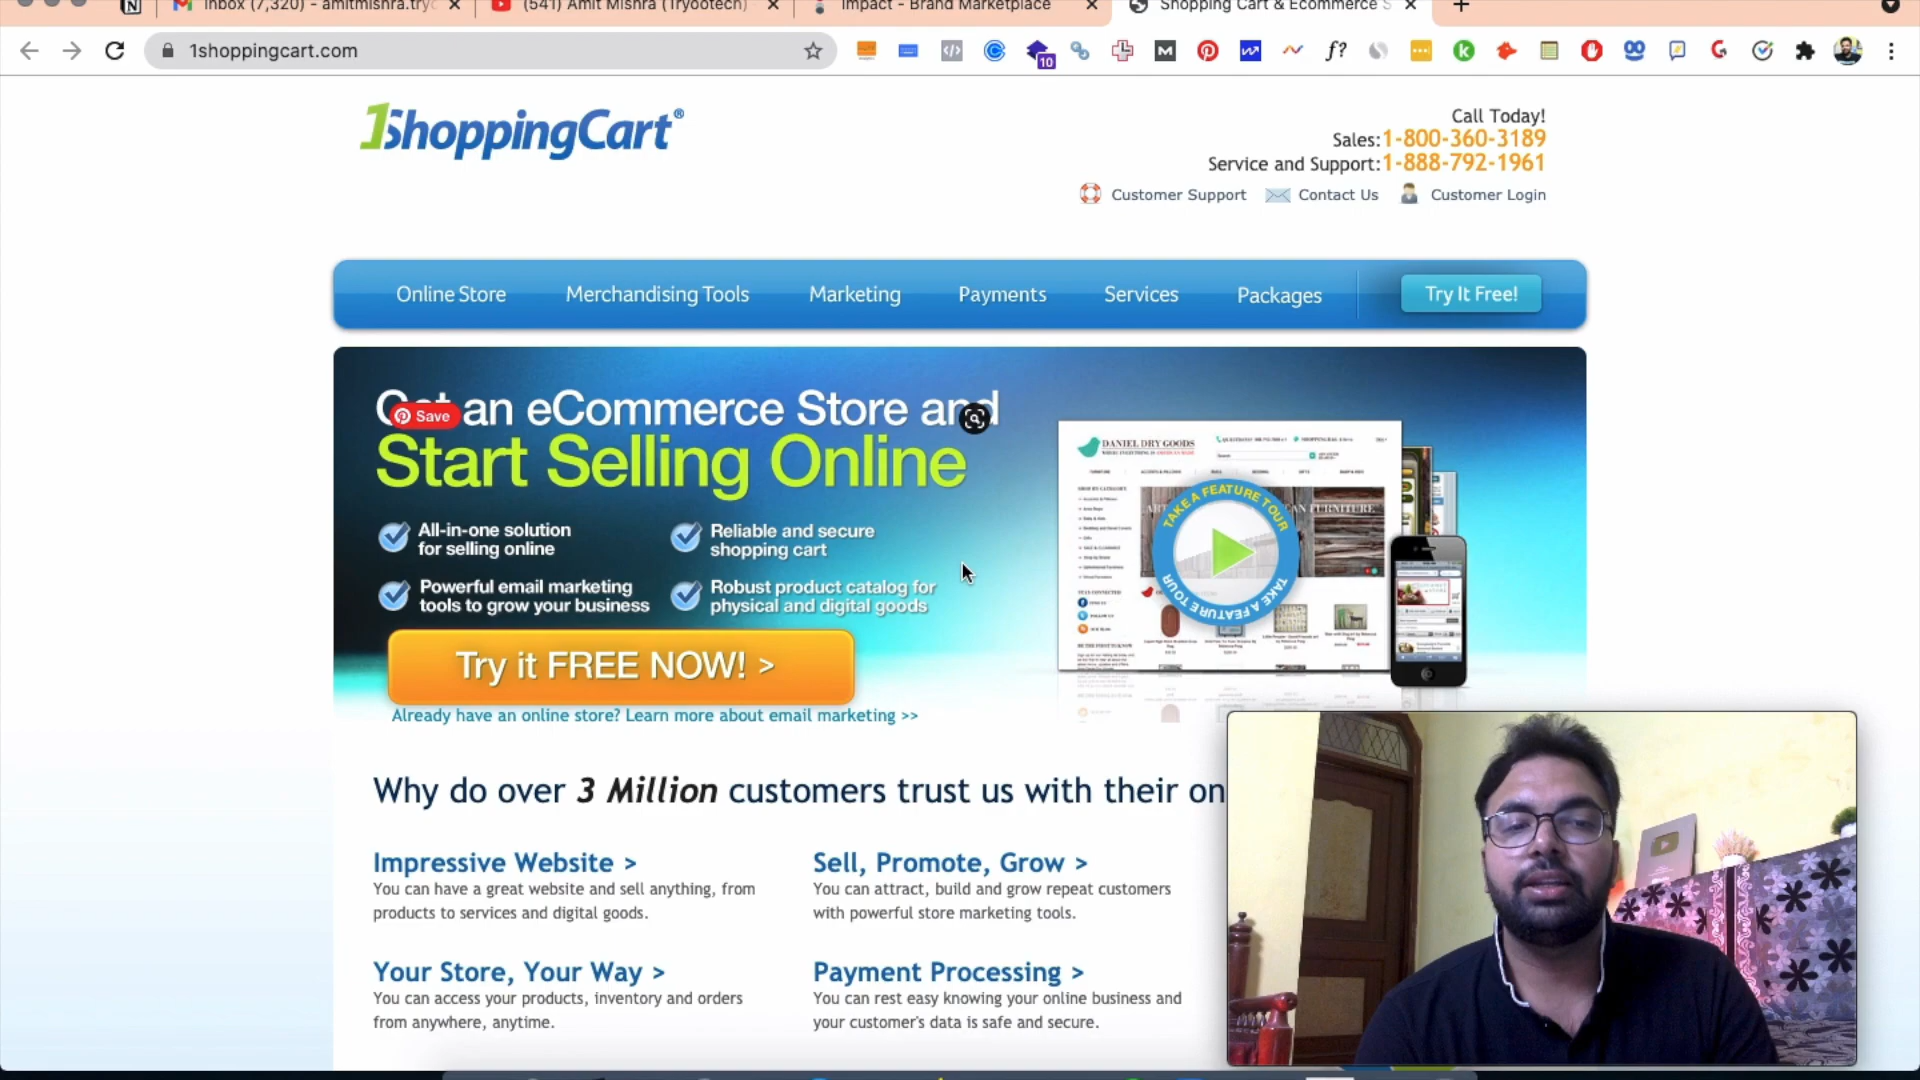 Inbox (7,320) - amitmishra.tryc
(541) Amit Mishra (Tryootech)
Impact - Brand Marketplace
Shopping Cart & Ecommerce S
1shoppingcart.com
10
1ShoppingCart®
Call Today!
Sales:1-800-360-3189
Service and Support:1-888-792-1961
Customer Support
Contact Us
Customer Login
Online Store
Merchandising Tools
Marketing
Payments
Services
Packages
Try It Free!
Get an eCommerce Store and
Save
Start Selling Online
All-in-one solution
for selling online
Reliable and secure
shopping cart
Powerful email marketing
tools to grow your business
Robust product catalog for
physical and digital goods
DANIEL DRY GOODS
TAKE A FEATURE TOUR
TAKE A FEATURE TOUR
Try it FREE NOW! >
Already have an online store? Learn more about email marketing >>
Why do over 3 Million customers trust us with their on
Impressive Website >
You can have a great website and sell anything, from
products to services and digital goods.
Sell, Promote, Grow >
You can attract, build and grow repeat customers
with powerful store marketing tools.
Your Store, Your Way >
You can access your products, inventory and orders
from anywhere, anytime.
Payment Processing >
You can rest easy knowing your online business and
your customer's data is safe and secure.